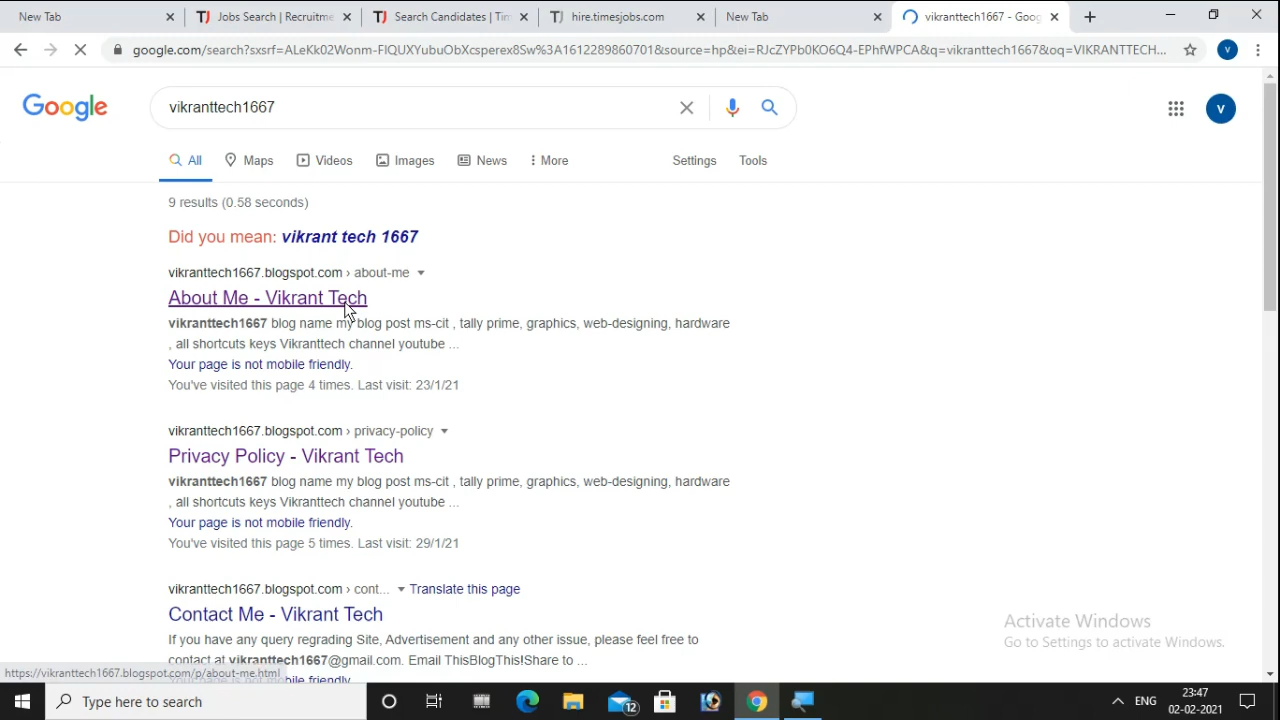 New Tab
Jobs Search | Recruitme
Search Candidates | Tim
hire.timesjobs.com
New Tab
vikranttech1667 - Goog
google.com/search?sxsrf=ALeKk02Wonm-FIQUXYubuObXcsperex8Sw%3A1612289860701&source=hp&ei=RJcZYPb0KO6Q4-EPhfWPCA&q=vikranttech1667&oq=VIKRANTTECH...
V
Google
vikranttech1667
V
All
Maps
Videos
Images
News
More
Settings
Tools
9 results (0.58 seconds)
Did you mean: vikrant tech 1667
vikranttech1667.blogspot.com › about-me
About Me - Vikrant Tech
vikranttech1667 blog name my blog post ms-cit , tally prime, graphics, web-designing, hardware
, all shortcuts keys Vikranttech channel youtube ...
Your page is not mobile friendly.
You've visited this page 4 times. Last visit: 23/1/21
vikranttech1667.blogspot.com › privacy-policy
Privacy Policy - Vikrant Tech
vikranttech1667 blog name my blog post ms-cit , tally prime, graphics, web-designing, hardware
, all shortcuts keys Vikranttech channel youtube ...
Your page is not mobile friendly.
You've visited this page 5 times. Last visit: 29/1/21
vikranttech1667.blogspot.com › cont... Translate this page
Contact Me - Vikrant Tech
If you have any query regrading Site, Advertisement and any other issue, please feel free to
contact at vikranttech1667@gmail.com. Email ThisBlogThis!Share to ...
bile friendly.
Activate Windows
Go to Settings to activate Windows.
https://vikranttech1667.blogspot.com/p/about-me.html
Type here to search
12
ENG
23:47
02-02-2021